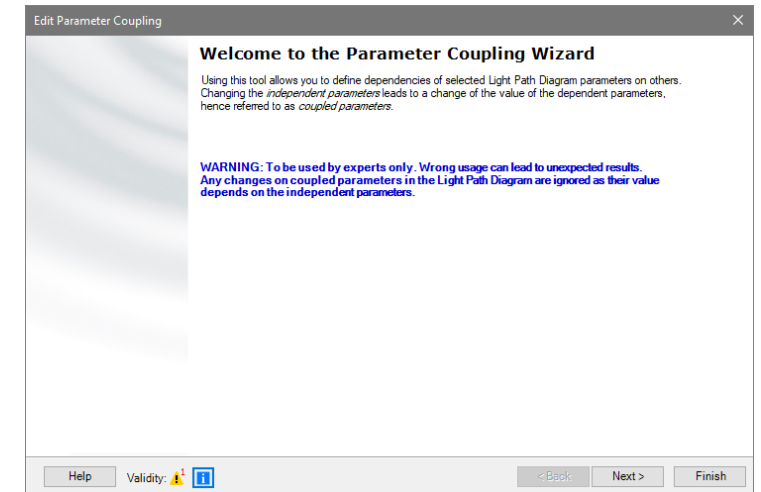 Edit Parameter Coupling
Welcome to the Parameter Coupling Wizard
Using this tool allows you to define dependencies of selected Light Path Diagram parameters on others.
Changing the independent parameters leads to a change of the value of the dependent parameters,
hence referred to as coupled parameters.
WARNING: To be used by experts only. Wrong usage can lead to unexpected results.
Any changes on coupled parameters in the Light Path Diagram are ignored as their value
depends on the independent parameters.
Help Validity: 1 < Back Next > Finish